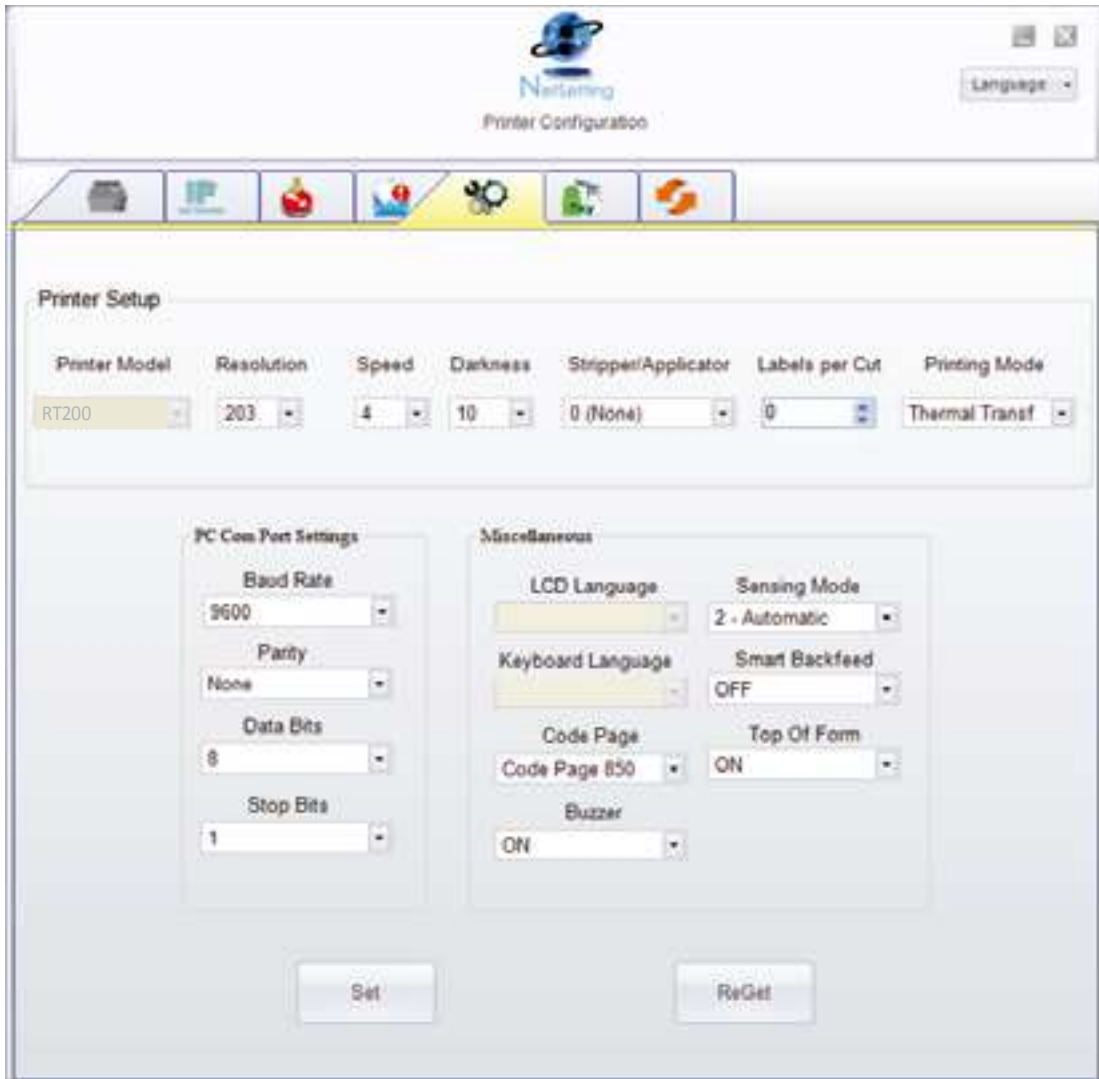 NetSetting
Language
Printer Configuration
IP
Printer Setup
Printer Model Resolution Speed Darkness Stripper/Applicator Labels per Cut Printing Mode
RT200 203 4 10 0 (None) 0 Thermal Transf
PC Com Port Settings
Baud Rate
9600
Parity
None
Data Bits
8
Stop Bits
1
Miscellaneous
LCD Language Sensing Mode
2 - Automatic
Keyboard Language Smart Backfeed
OFF
Code Page Top Of Form
Code Page 850 ON
Buzzer
ON
Set ReGet